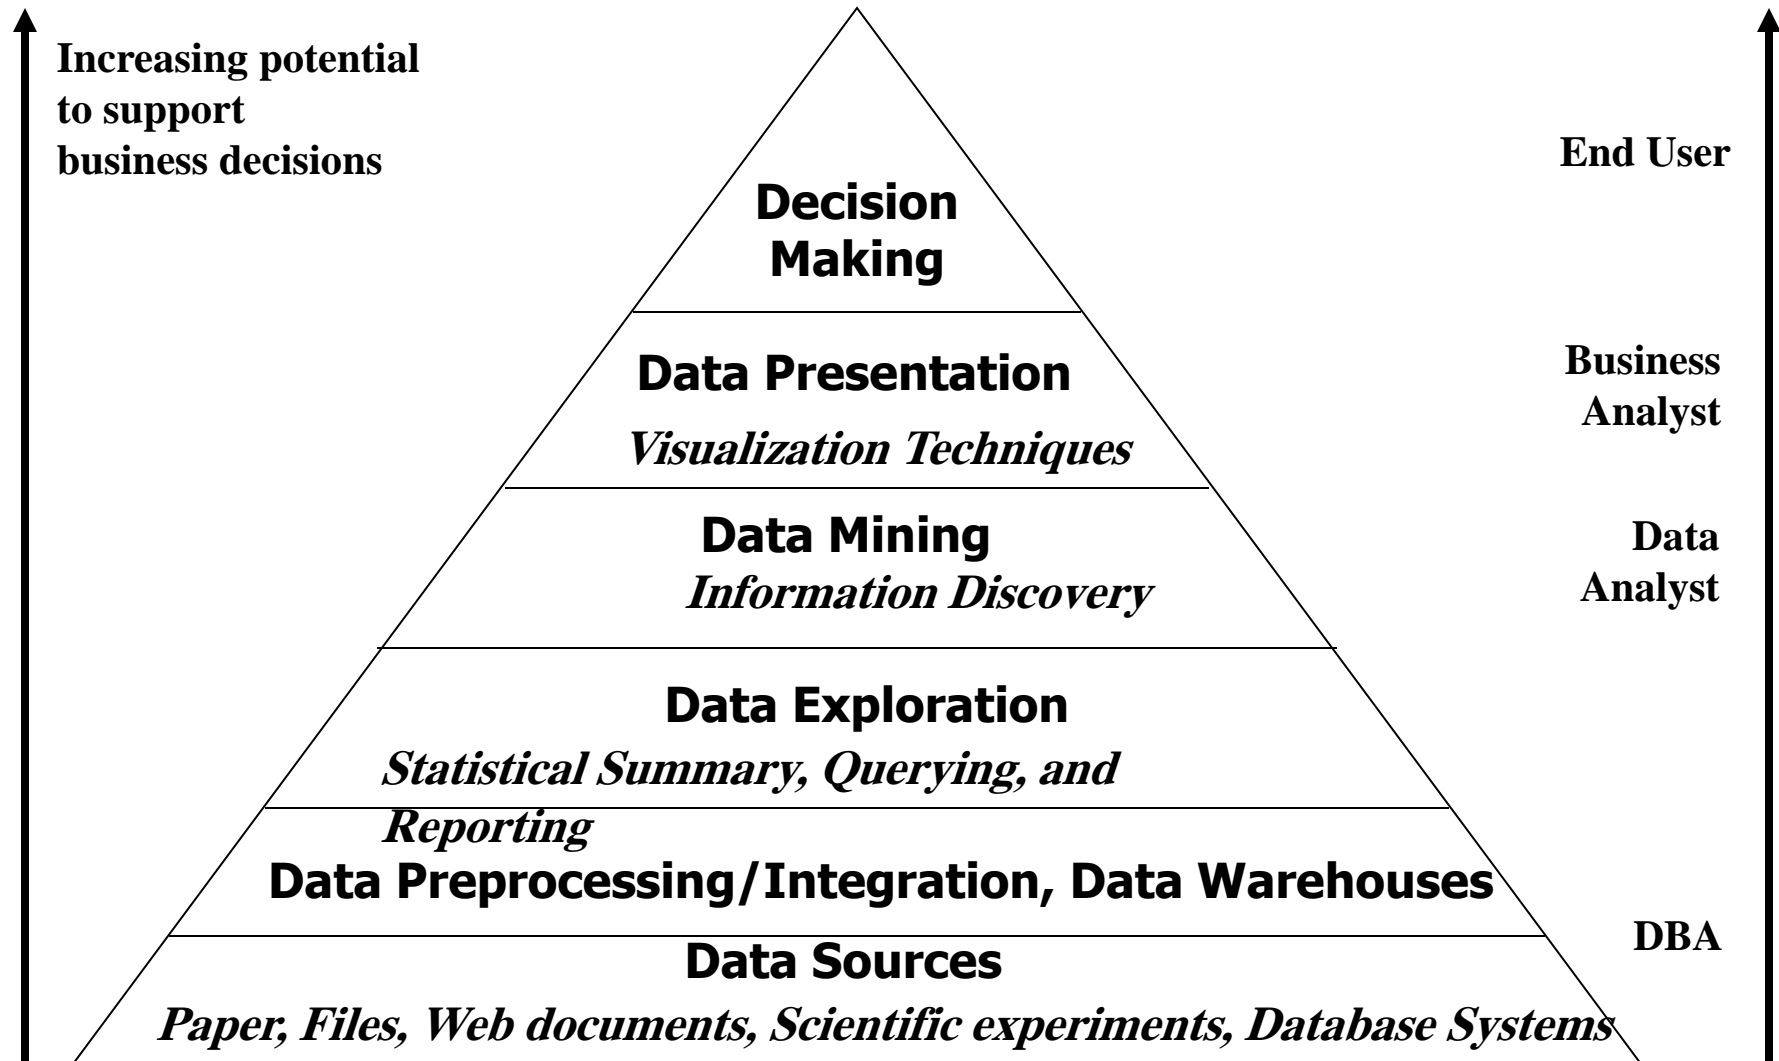 Increasing potential
to support
business decisions
End User
Decision
Making
Data Presentation
Visualization Techniques
Business
Analyst
Data Mining
Information Discovery
Data
Analyst
Data Exploration
Statistical Summary, Querying, and
Reporting
Data Preprocessing/Integration, Data Warehouses
Data Sources
DBA
Paper, Files, Web documents, Scientific experiments, Database Systems